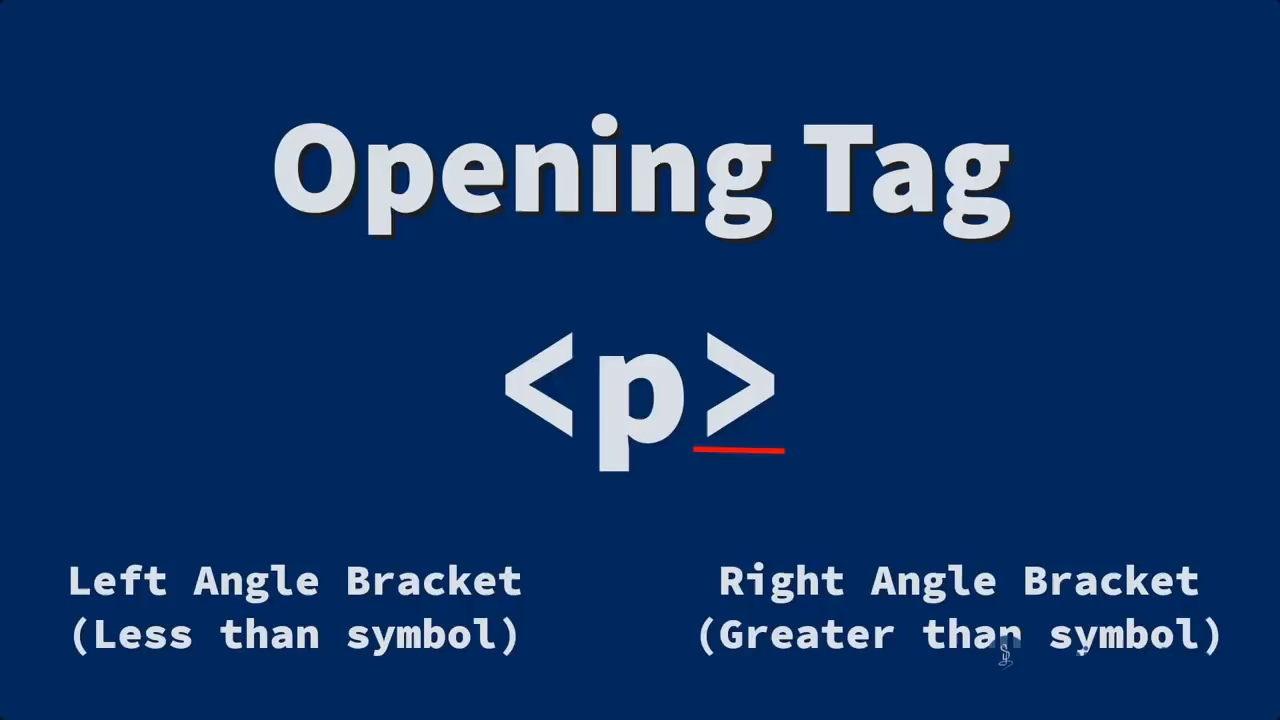 Opening Tag
<p>
Left Angle Bracket
(Less than symbol)
Right Angle Bracket
(Greater than symbol)